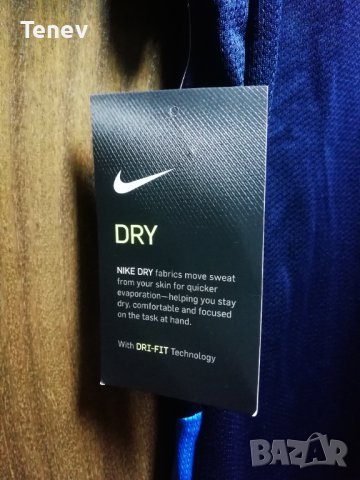 Tenev
DRY
NIKE DRY fabrics move sweat
from your skin for quicker
evaporation—helping you stay
dry, comfortable and focused
on the task at hand.
With DRI-FIT Technology
BAZAR